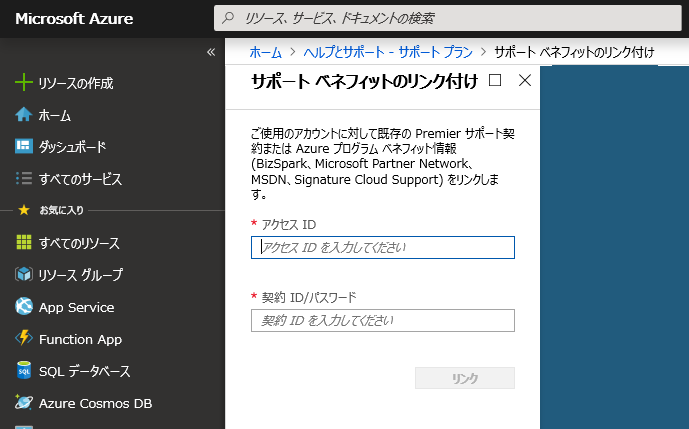 Microsoft Azure
リソース、サービス、ドキュメントの検索
ホーム > ヘルプとサポート - サポート プラン > サポート ベネフィットのリンク付け
サポート ベネフィットのリンク付け
リソースの作成
ホーム
ダッシュボード
すべてのサービス
お気に入り
すべてのリソース
リソース グループ
App Service
Function App
SQL データベース
Azure Cosmos DB
ご使用のアカウントに対して既存の Premier サポート契
約または Azure プログラム ベネフィット情報
(BizSpark、Microsoft Partner Network、
MSDN、Signature Cloud Support) をリンクしま
す。
* アクセス ID
アクセス ID を入力してください
* 契約 ID/パスワード
契約 ID を入力してください
リンク